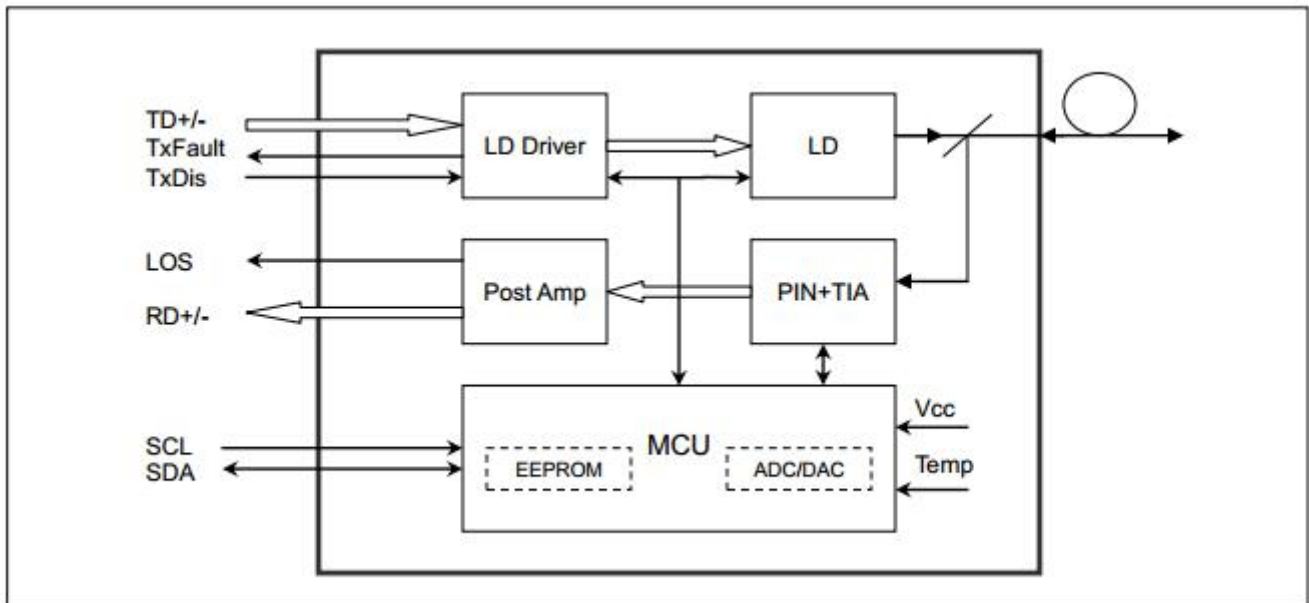 TD+/-
TxFault
TxDis
LD Driver
LD
LOS
RD+/-
Post Amp
PIN+TIA
SCL
SDA
MCU
EEPROM
ADC/DAC
Vcc
Temp